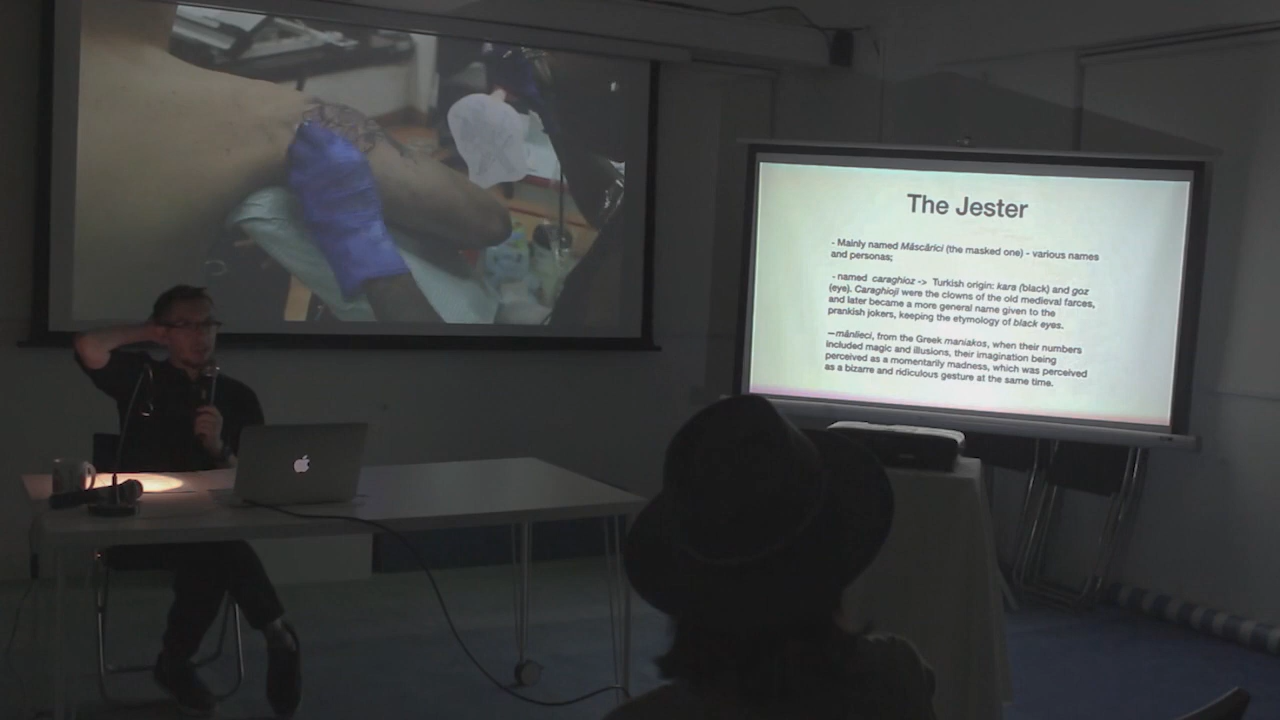 The Jester
- Mainly named Măscărici (the masked one) - various names
and personas;
- named caraghioz -> Turkish origin: kara (black) and goz
(eye). Caraghioji were the clowns of the old medieval farces,
and later became a more general name given to the
prankish jokers, keeping the etymology of black eyes.
—mânlieci, from the Greek maniakos, when their numbers
included magic and illusions, their imagination being
perceived as a momentarily madness, which was perceived
as a bizarre and ridiculous gesture at the same time.